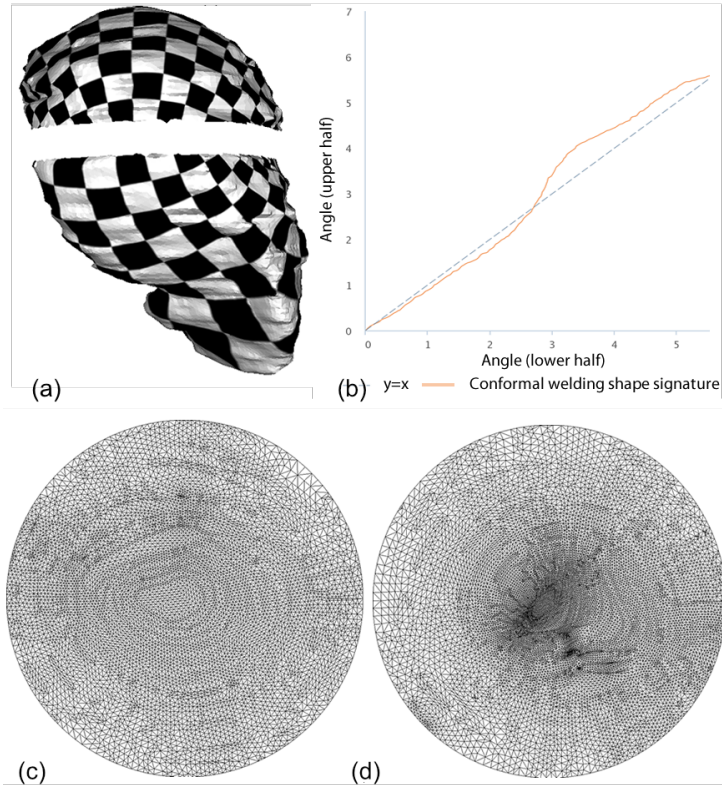 7
6
5
4
3
2
1
0
Angle (upper half)
0 1 2 3 4 5
Angle (lower half)
(a)
(b)
y=x
Conformal welding shape signature
(c)
(d)